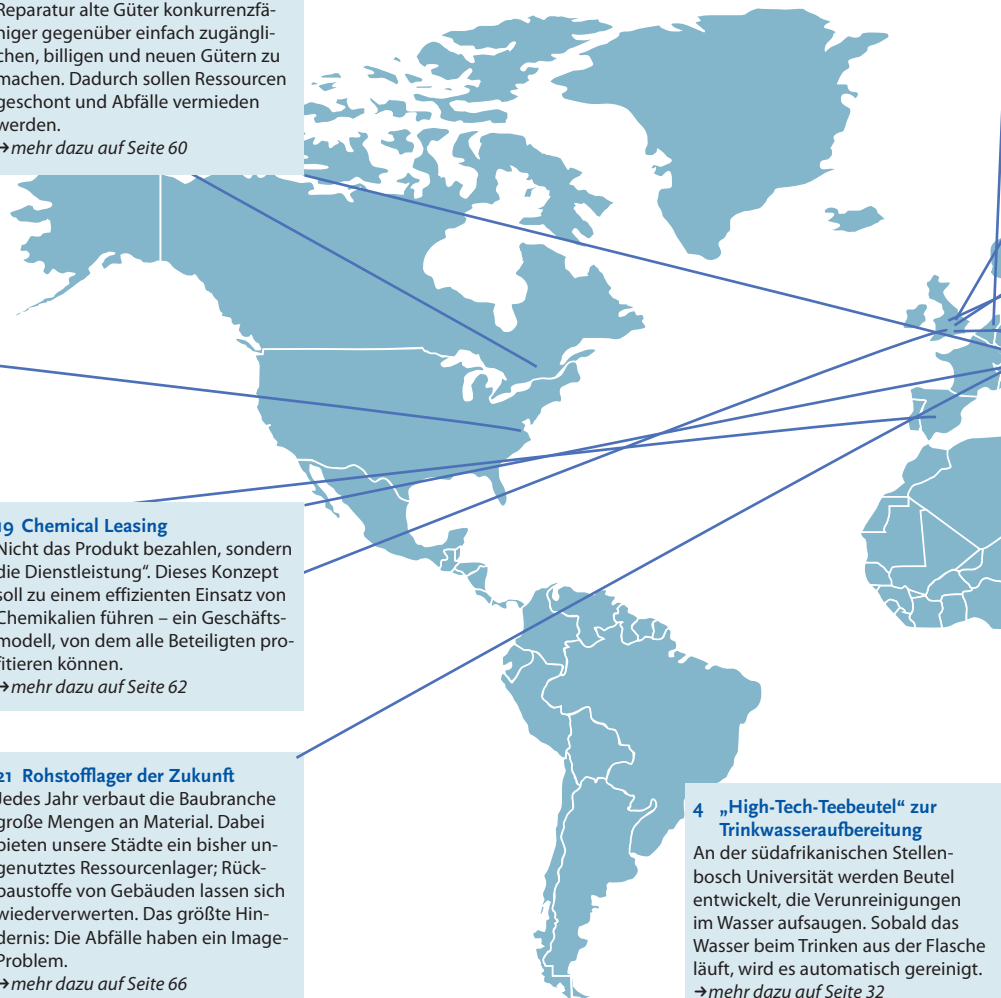 Reparatur alte Güter konkurrenzfä-
higer gegenüber einfach zugängli-
chen, billigen und neuen Gütern zu
machen. Dadurch sollen Ressourcen
geschont und Abfälle vermieden
werden.
→mehr dazu auf Seite 60
19 Chemical Leasing
Nicht das Produkt bezahlen, sondern
die Dienstleistung“. Dieses Konzept
soll zu einem effizienten Einsatz von
Chemikalien führen – ein Geschäfts-
modell, von dem alle Beteiligten pro-
fitieren können.
→mehr dazu auf Seite 62
21 Rohstofflager der Zukunft
Jedes Jahr verbaut die Baubranche
große Mengen an Material. Dabei
bieten unsere Städte ein bisher un-
genutztes Ressourcenlager; Rück-
baustoffe von Gebäuden lassen sich
wiederverwerten. Das größte Hin-
dernis: Die Abfälle haben ein Image-
Problem.
→mehr dazu auf Seite 66
4 „High-Tech-Teebeutel“ zur
Trinkwasseraufbereitung
An der südafrikanischen Stellen-
bosch Universität werden Beutel
entwickelt, die Verunreinigungen
im Wasser aufsaugen. Sobald das
Wasser beim Trinken aus der Flasche
läuft, wird es automatisch gereinigt.
→mehr dazu auf Seite 32